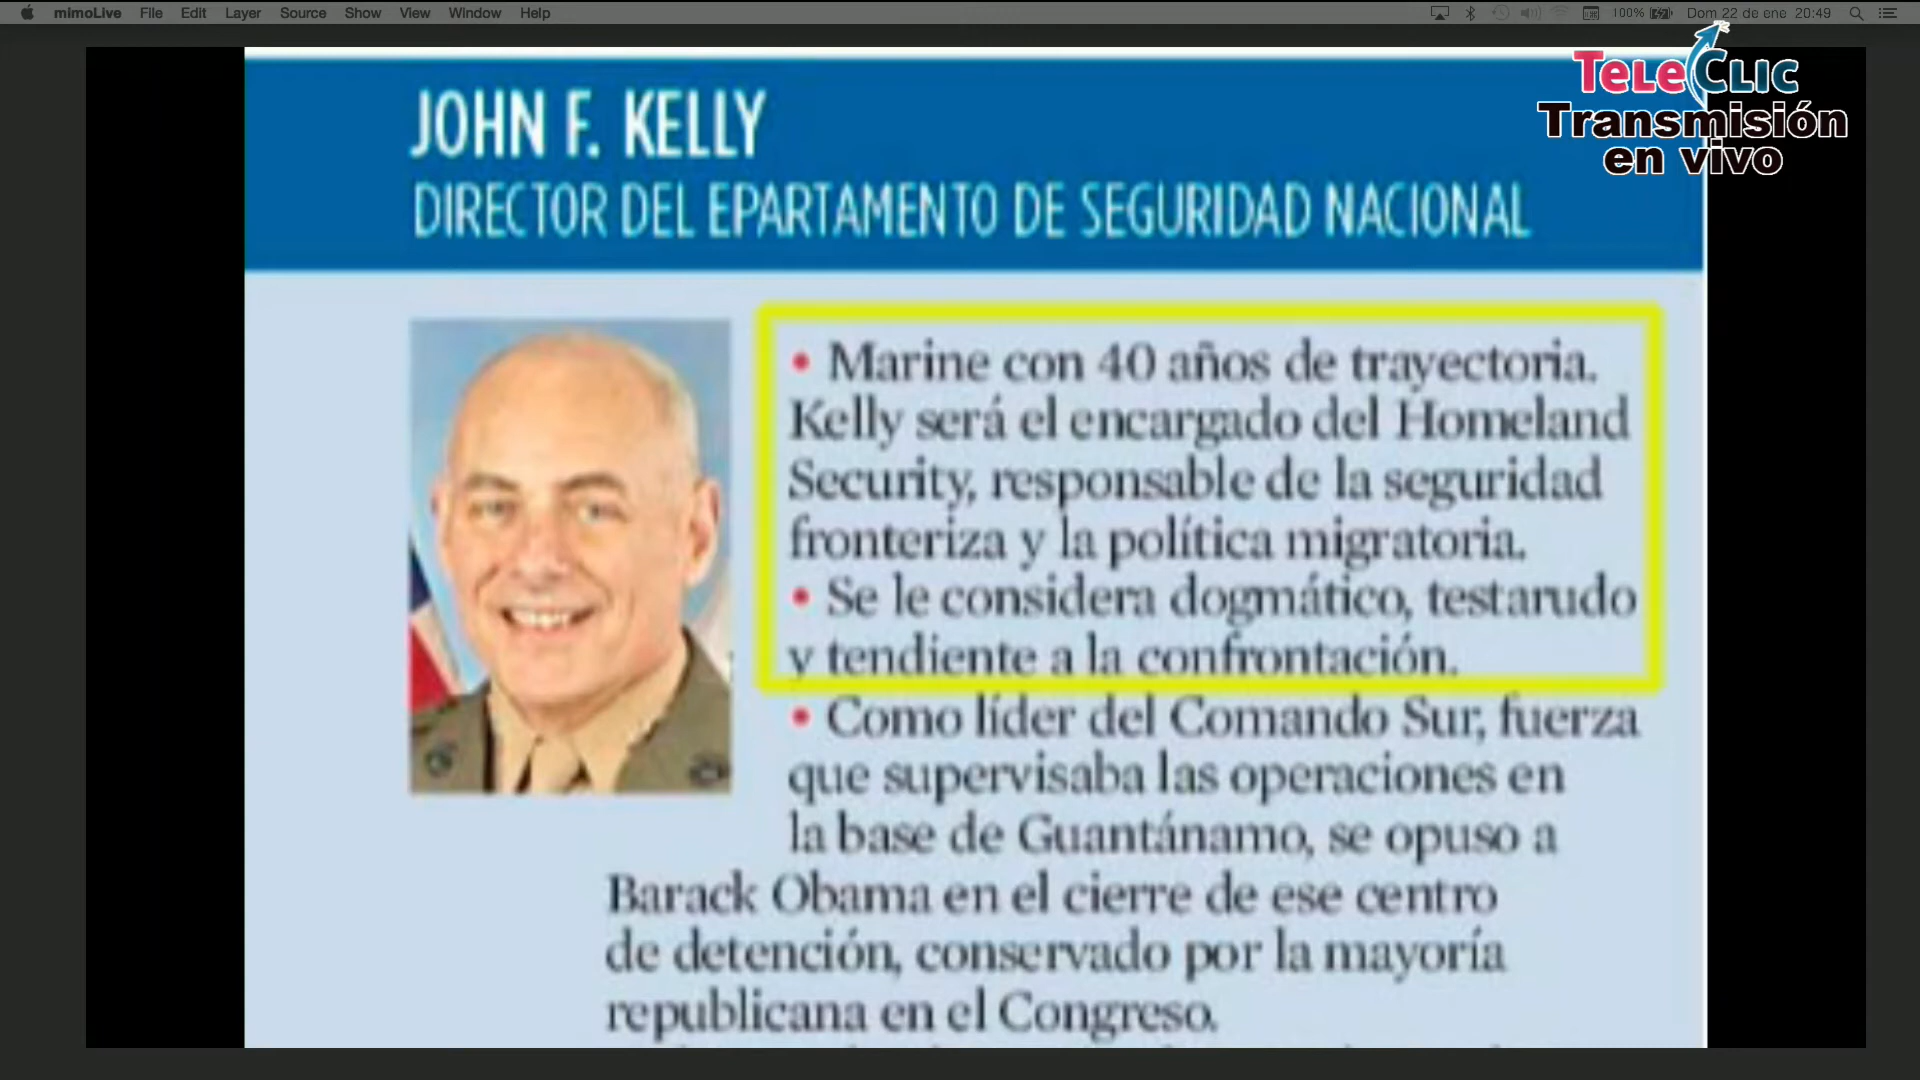 mimoLive File Edit Layer Source Show View Window Help 100% Dom 22 de ene 20:49
TELECLIC
Transmisión
en vivo
JOHN F. KELLY
DIRECTOR DEL EPARTAMENTO DE SEGURIDAD NACIONAL
• Marine con 40 años de trayectoria.
Kelly será el encargado del Homeland
Security, responsable de la seguridad
fronteriza y la política migratoria.
• Se le considera dogmático, testarudo
y tendiente a la confrontación.
• Como líder del Comando Sur, fuerza
que supervisaba las operaciones en
la base de Guantánamo, se opuso a
Barack Obama en el cierre de ese centro
de detención, conservado por la mayoría
republicana en el Congreso.